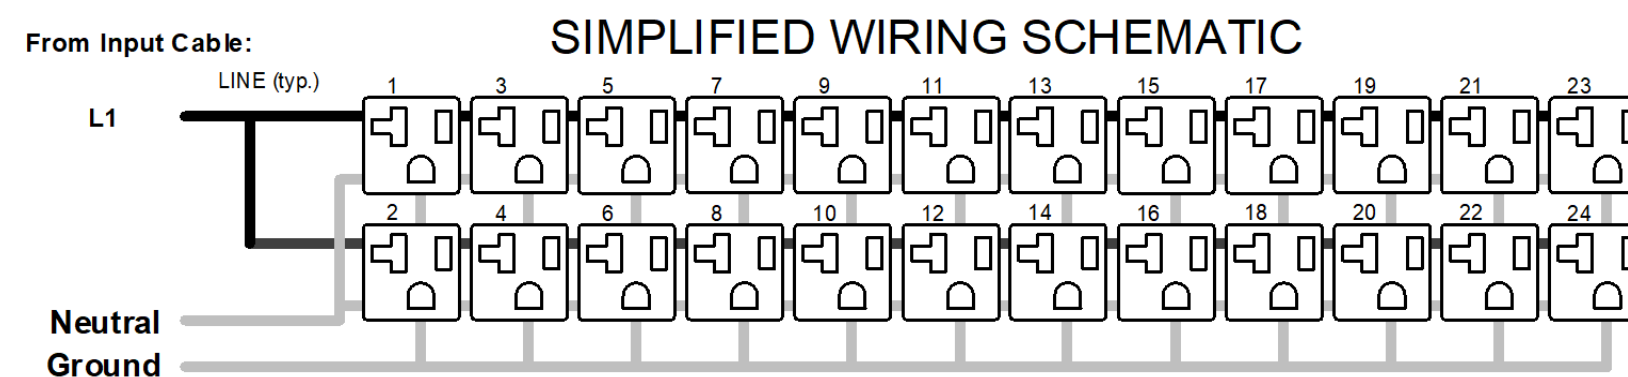 SIMPLIFIED WIRING SCHEMATIC
From Input Cable:
LINE (typ.)
1 3 5 7 9 11 13 15 17 19 21 23
L1
2 4 6 8 10 12 14 16 18 20 22 24
Neutral
Ground